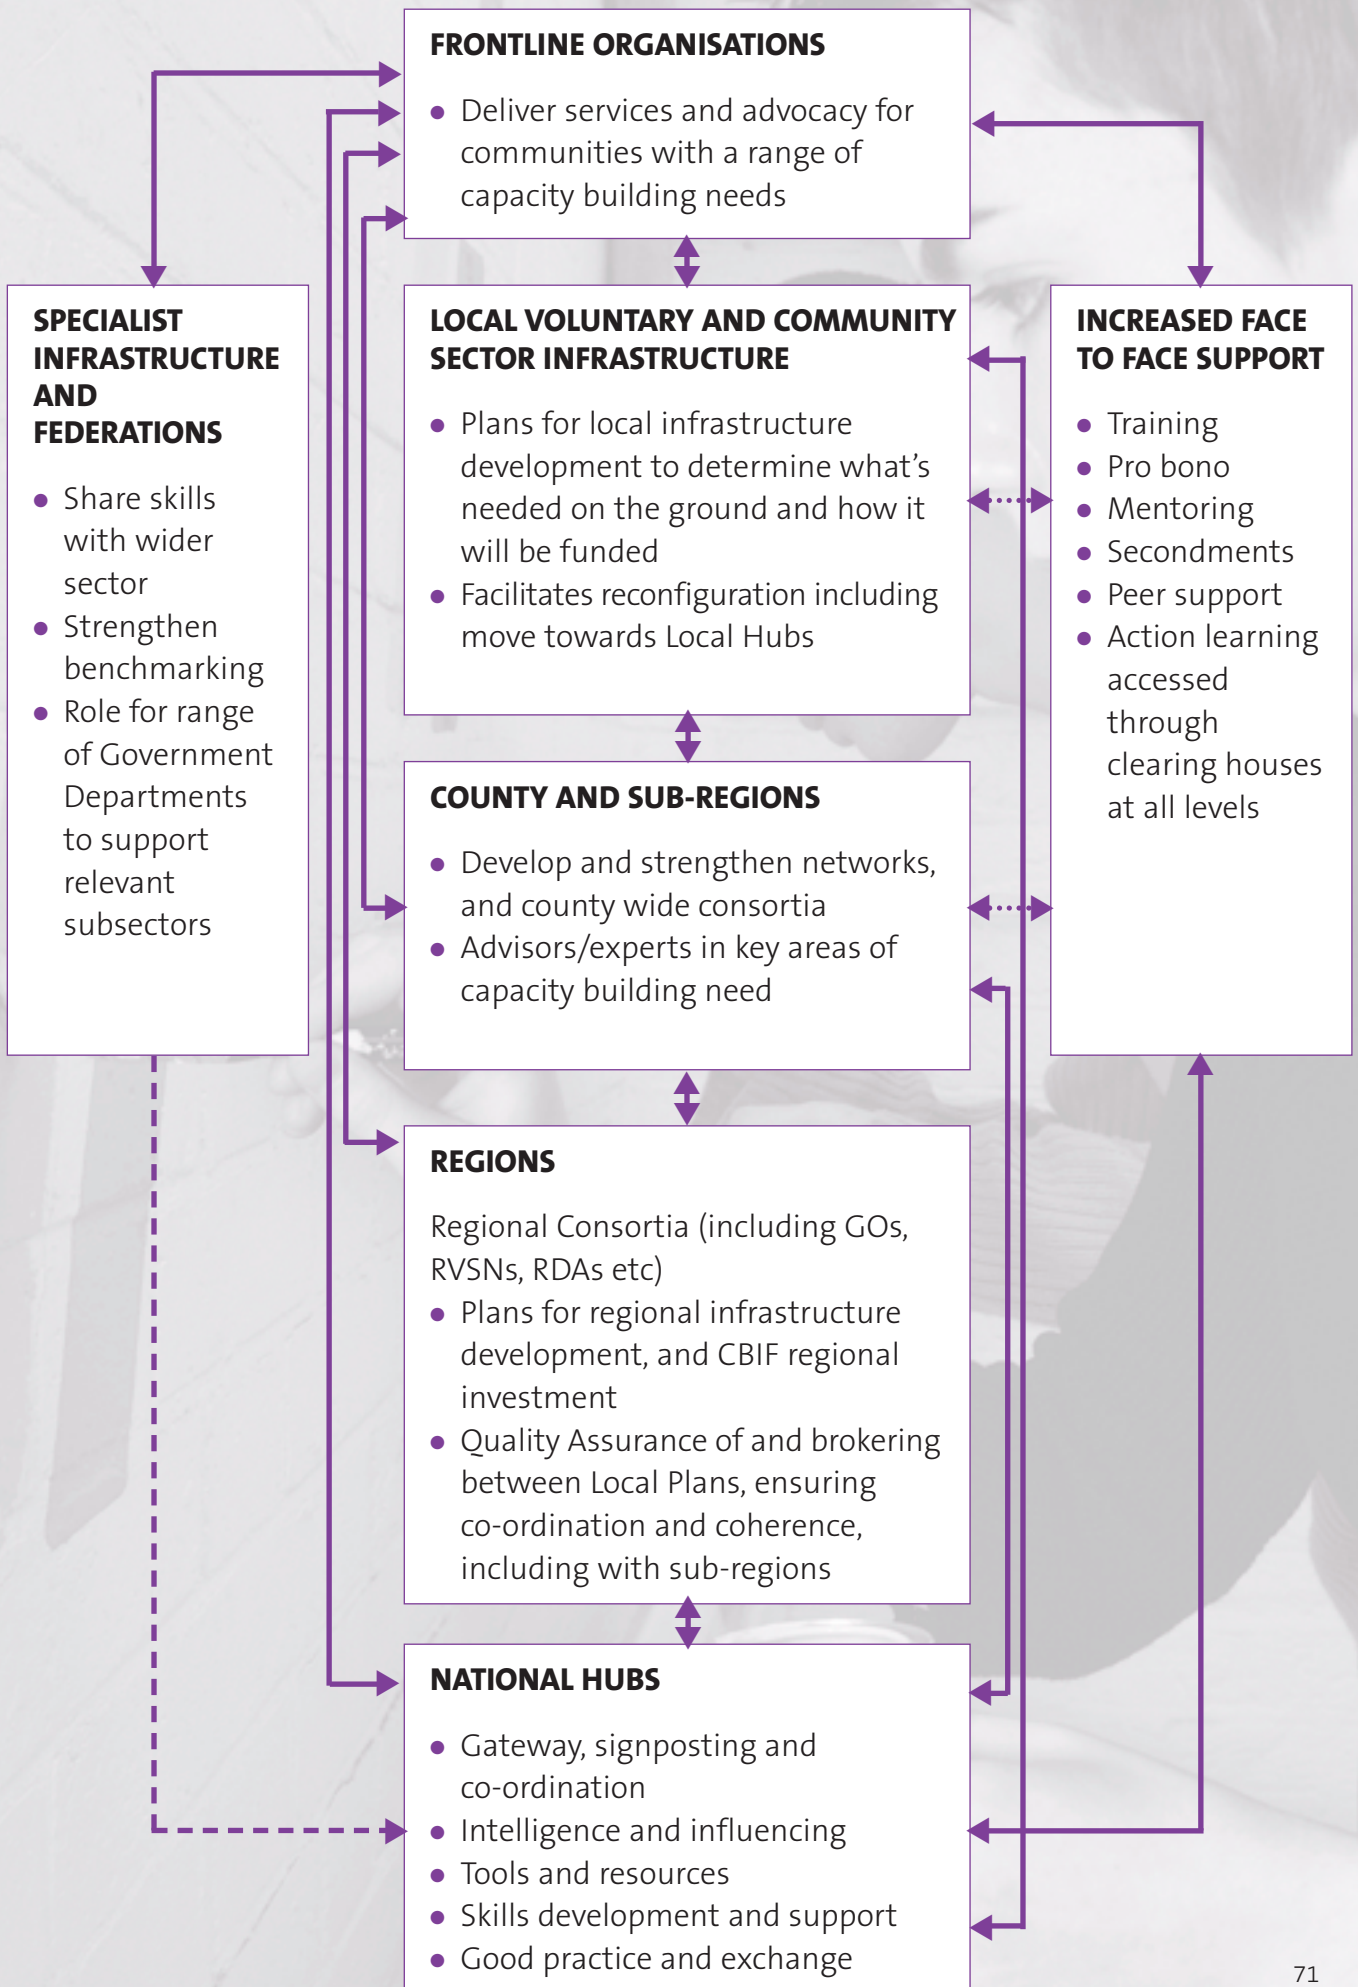 FRONTLINE ORGANISATIONS
● Deliver services and advocacy for
communities with a range of
capacity building needs
SPECIALIST
INFRASTRUCTURE
AND
FEDERATIONS
● Share skills
with wider
sector
● Strengthen
benchmarking
● Role for range
of Government
Departments
to support
relevant
subsectors
LOCAL VOLUNTARY AND COMMUNITY
SECTOR INFRASTRUCTURE
● Plans for local infrastructure
development to determine what’s
needed on the ground and how it
will be funded
● Facilitates reconfiguration including
move towards Local Hubs
INCREASED FACE
TO FACE SUPPORT
● Training
● Pro bono
● Mentoring
● Secondments
● Peer support
● Action learning
accessed
through
clearing houses
at all levels
COUNTY AND SUB-REGIONS
● Develop and strengthen networks,
and county wide consortia
● Advisors/experts in key areas of
capacity building need
REGIONS
Regional Consortia (including GOs,
RVSNs, RDAs etc)
● Plans for regional infrastructure
development, and CBIF regional
investment
● Quality Assurance of and brokering
between Local Plans, ensuring
co-ordination and coherence,
including with sub-regions
NATIONAL HUBS
● Gateway, signposting and
co-ordination
● Intelligence and influencing
● Tools and resources
● Skills development and support
● Good practice and exchange
71